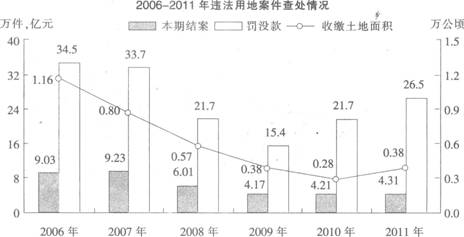 2006-2011年违法用地案件查处情况
万件,亿元
本期结案 罚没款 收缴土地面积
万公顷
40 34.5 33.7 1.5
32 1.16 26.5 1.2
24 0.80 21.7 21.7 0.9
16 0.57 15.4 0.6
9.03 9.23 6.01 0.38 0.28 0.38
8 4.17 4.21 4.31 0.3
0 0.0
2006年 2007年 2008年 2009年 2010年 2011年